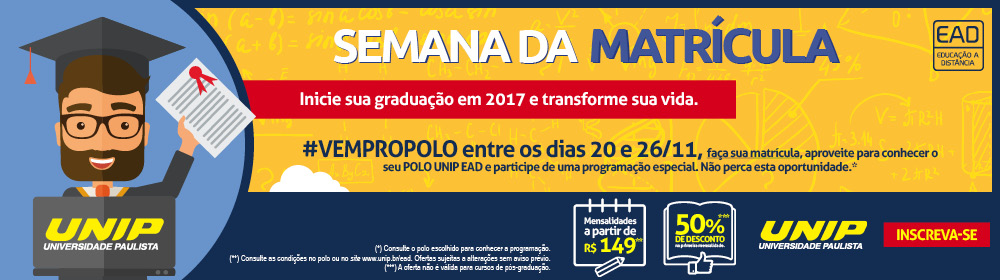 SEMANA DA MATRÍCULA
EAD
EDUCAÇÃO A
DISTÂNCIA
Inicie sua graduação em 2017 e transforme sua vida.
#VEMPROPOLO entre os dias 20 e 26/11, faça sua matrícula, aproveite para conhecer o
seu POLO UNIP EAD e participe de uma programação especial. Não perca esta oportunidade.*
UNIP
UNIVERSIDADE PAULISTA
(*) Consulte o polo escolhido para conhecer a programação.
(**) Consulte as condições no polo ou no site www.unip.br/ead. Ofertas sujeitas a alterações sem aviso prévio.
(***) A oferta não é válida para cursos de pós-graduação.
Mensalidades
a partir de
R$ 149**
50%***
DE DESCONTO
na primeira mensalidade.
UNIP
UNIVERSIDADE PAULISTA
INSCREVA-SE